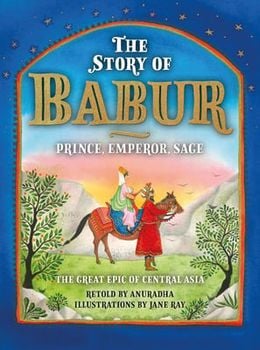 THE
STORY OF
BABUR
PRINCE, EMPEROR, SAGE
THE GREAT EPIC OF CENTRAL ASIA
RETOLD BY ANURADHA
ILLUSTRATIONS BY JANE RAY